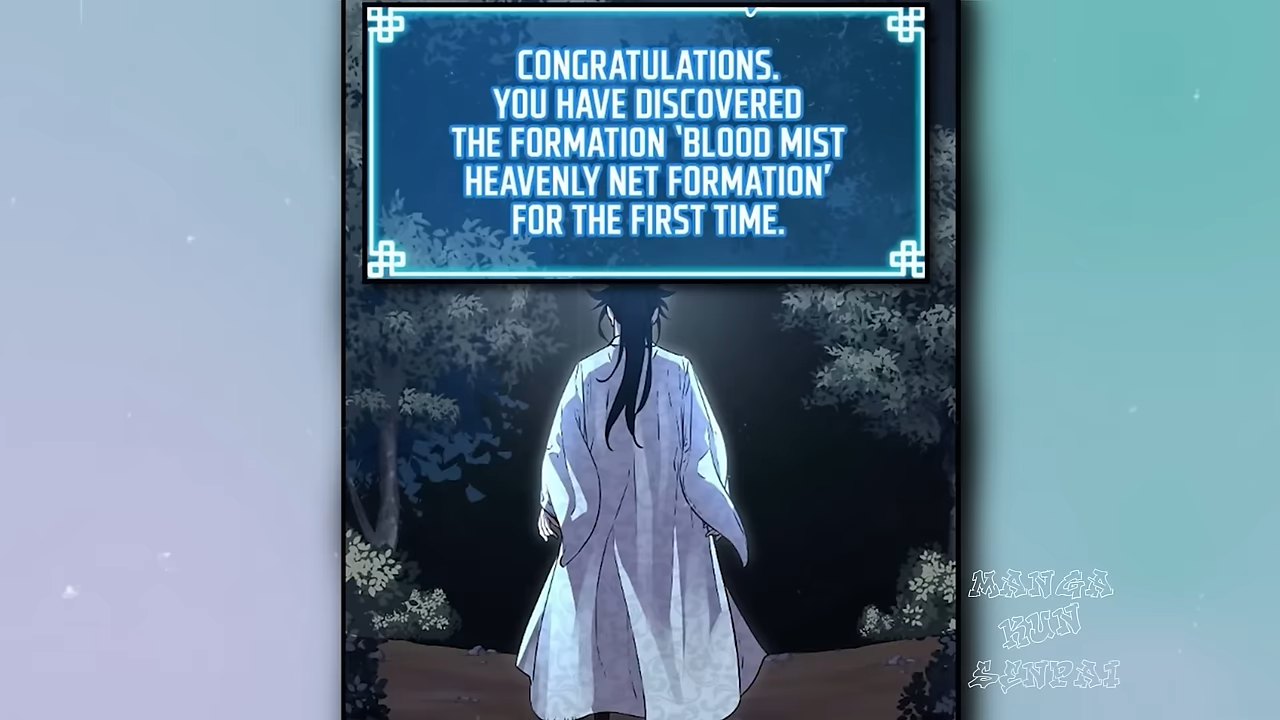 CONGRATULATIONS.
YOU HAVE DISCOVERED
THE FORMATION ‘BLOOD MIST
HEAVENLY NET FORMATION’
FOR THE FIRST TIME.
MANGA
KUN
SENPAI